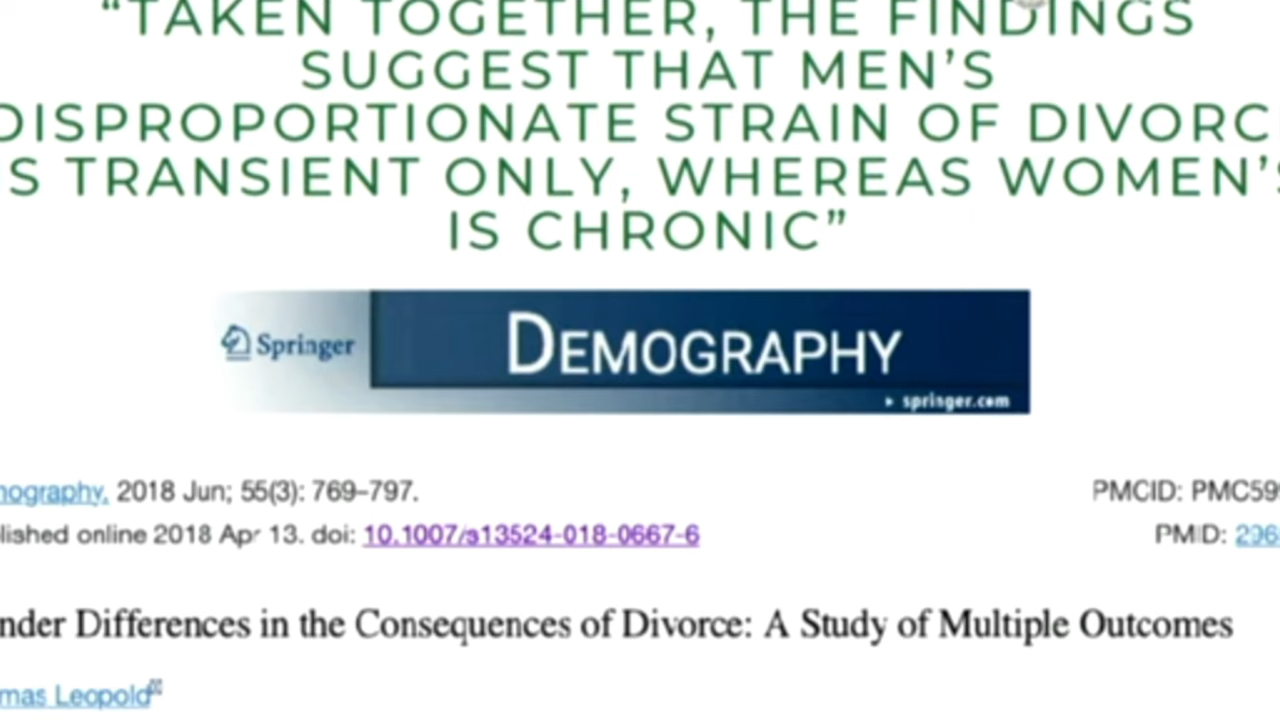 “TAKEN TOGETHER, THE FINDINGS
SUGGEST THAT MEN’S
DISPROPORTIONATE STRAIN OF DIVORC
S TRANSIENT ONLY, WHEREAS WOMEN’S
IS CHRONIC”
Springer
DEMOGRAPHY
springer.com
nography. 2018 Jun; 55(3): 769–797.
PMCID: PMC59
lished online 2018 Apr 13. doi: 10.1007/s13524-018-0667-6
PMID: 296
nder Differences in the Consequences of Divorce: A Study of Multiple Outcomes
mas Leopold